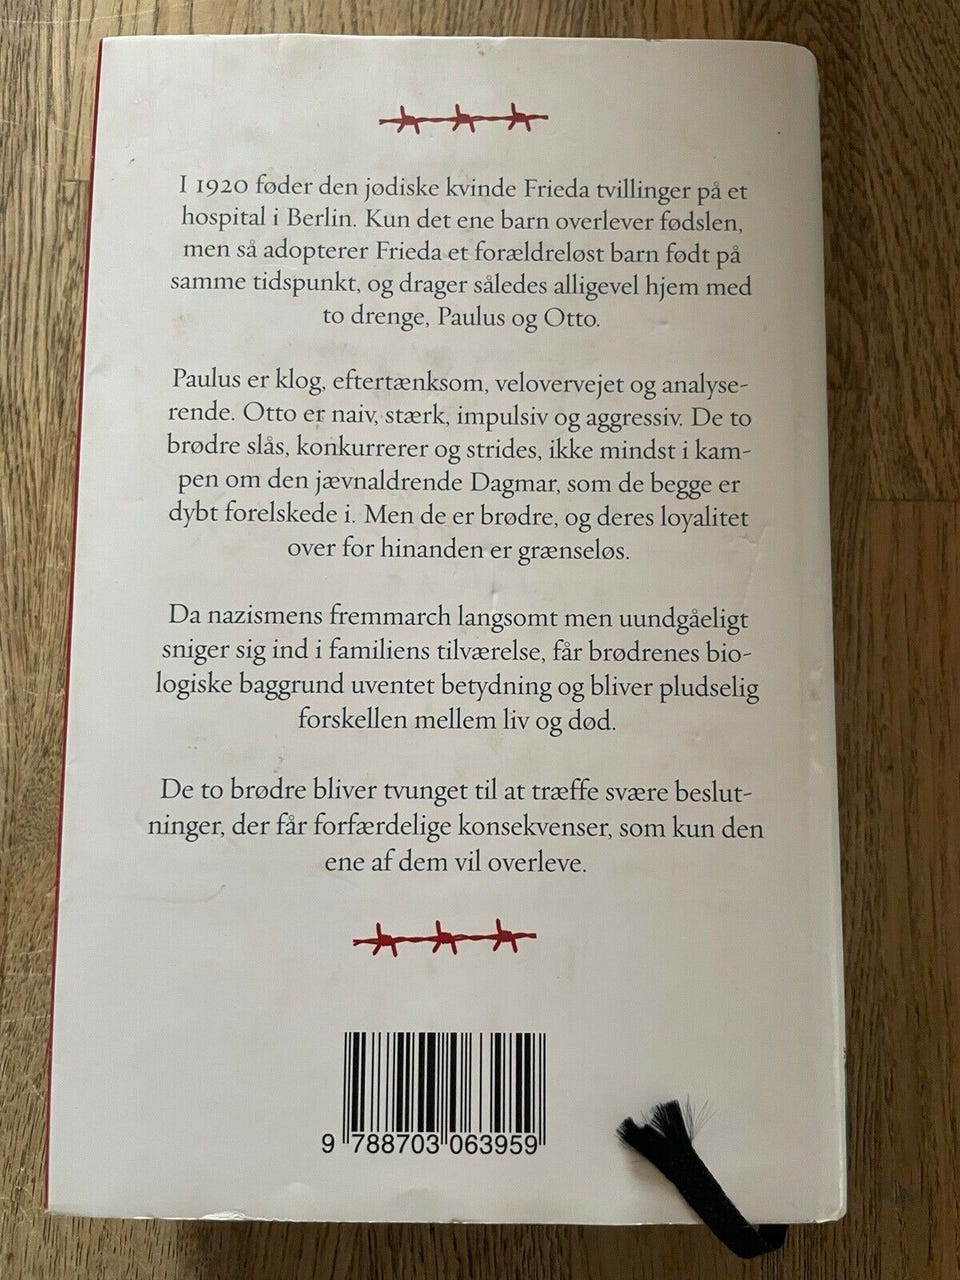 I 1920 føder den jødiske kvinde Frieda tvillinger på et
hospital i Berlin. Kun det ene barn overlever fødslen,
men så adopterer Frieda et forældreløst barn født på
samme tidspunkt, og drager således alligevel hjem med
to drenge, Paulus og Otto.
Paulus er klog, eftertænksom, velovervejet og analyse-
rende. Otto er naiv, stærk, impulsiv og aggressiv. De to
brødre slås, konkurrerer og strides, ikke mindst i kam-
pen om den jævnaldrende Dagmar, som de begge er
dybt forelskede i. Men de er brødre, og deres loyalitet
over for hinanden er grænseløs.
Da nazismens fremmarch langsomt men uundgåeligt
sniger sig ind i familiens tilværelse, får brødrenes bio-
logiske baggrund uventet betydning og bliver pludselig
forskellen mellem liv og død.
De to brødre bliver tvunget til at træffe svære beslut-
ninger, der får forfærdelige konsekvenser, som kun den
ene af dem vil overleve.
9 788703 063959